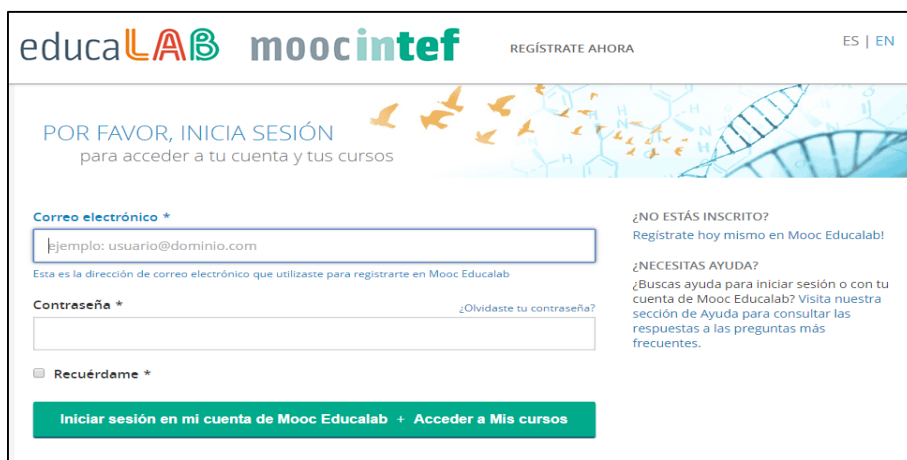 educaLAB moocintef REGÍSTRATE AHORA ES | EN
POR FAVOR, INICIA SESIÓN
para acceder a tu cuenta y tus cursos
Correo electrónico *
ejemplo: usuario@dominio.com
Esta es la dirección de correo electrónico que utilizaste para registrarte en Mooc Educalab
Contraseña * ¿Olvidaste tu contraseña?
Recuérdame *
Iniciar sesión en mi cuenta de Mooc Educalab + Acceder a Mis cursos
¿NO ESTÁS INSCRITO?
Regístrate hoy mismo en Mooc Educalab!
¿NECESITAS AYUDA?
¿Buscas ayuda para iniciar sesión o con tu
cuenta de Mooc Educalab? Visita nuestra
sección de Ayuda para consultar las
respuestas a las preguntas más
frecuentes.